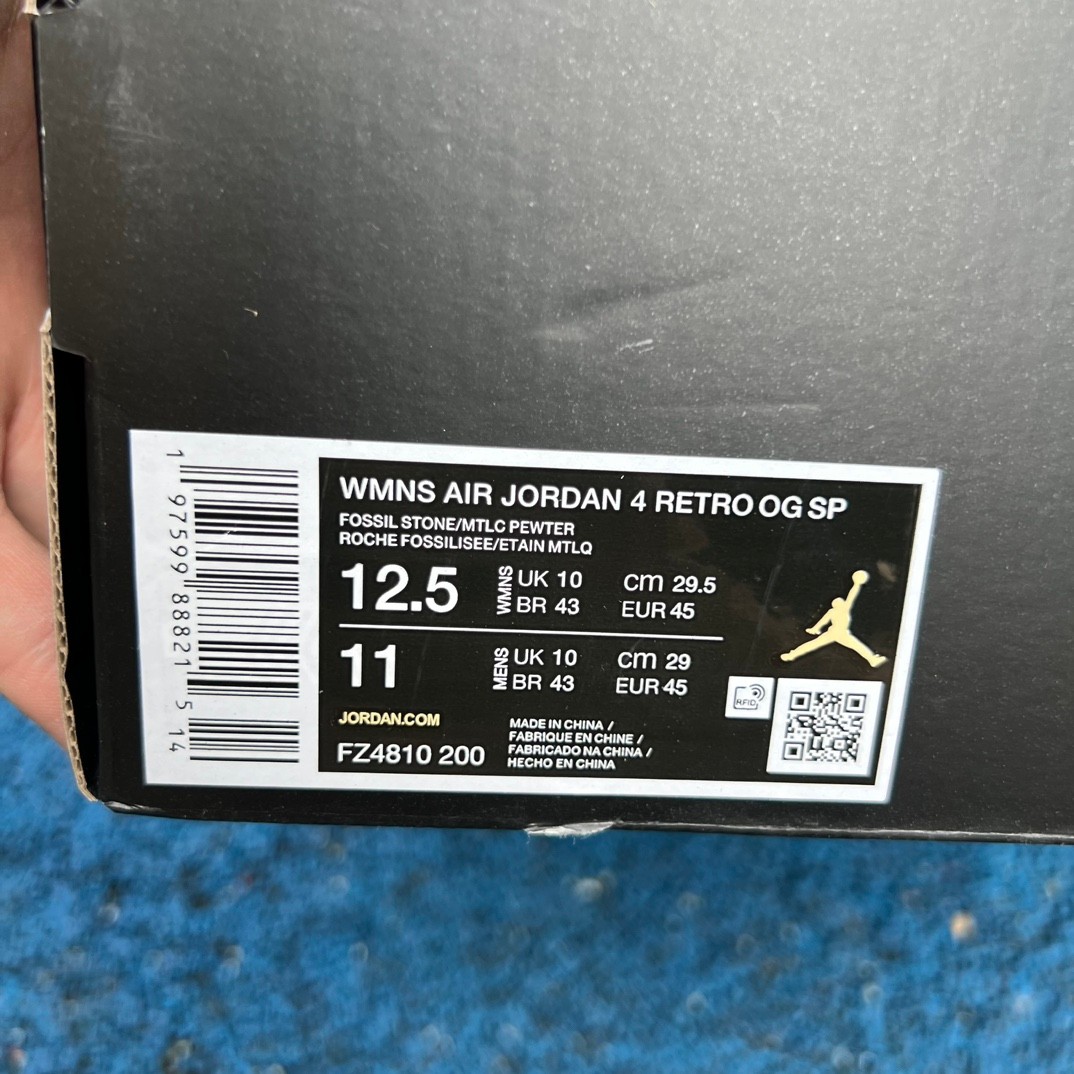 WMNS AIR JORDAN 4 RETRO OG SP
FOSSIL STONE/MTLC PEWTER
ROCHE FOSSILISEE/ETAIN MTLQ
12.5 WMNS UK 10 cm 29.5
BR 43 EUR 45
11 MENS UK 10 cm 29
BR 43 EUR 45
JORDAN.COM
FZ4810 200
MADE IN CHINA /
FABRIQUE EN CHINE /
FABRICADO NA CHINA /
HECHO EN CHINA
RFID
1 97599 88821 5 14